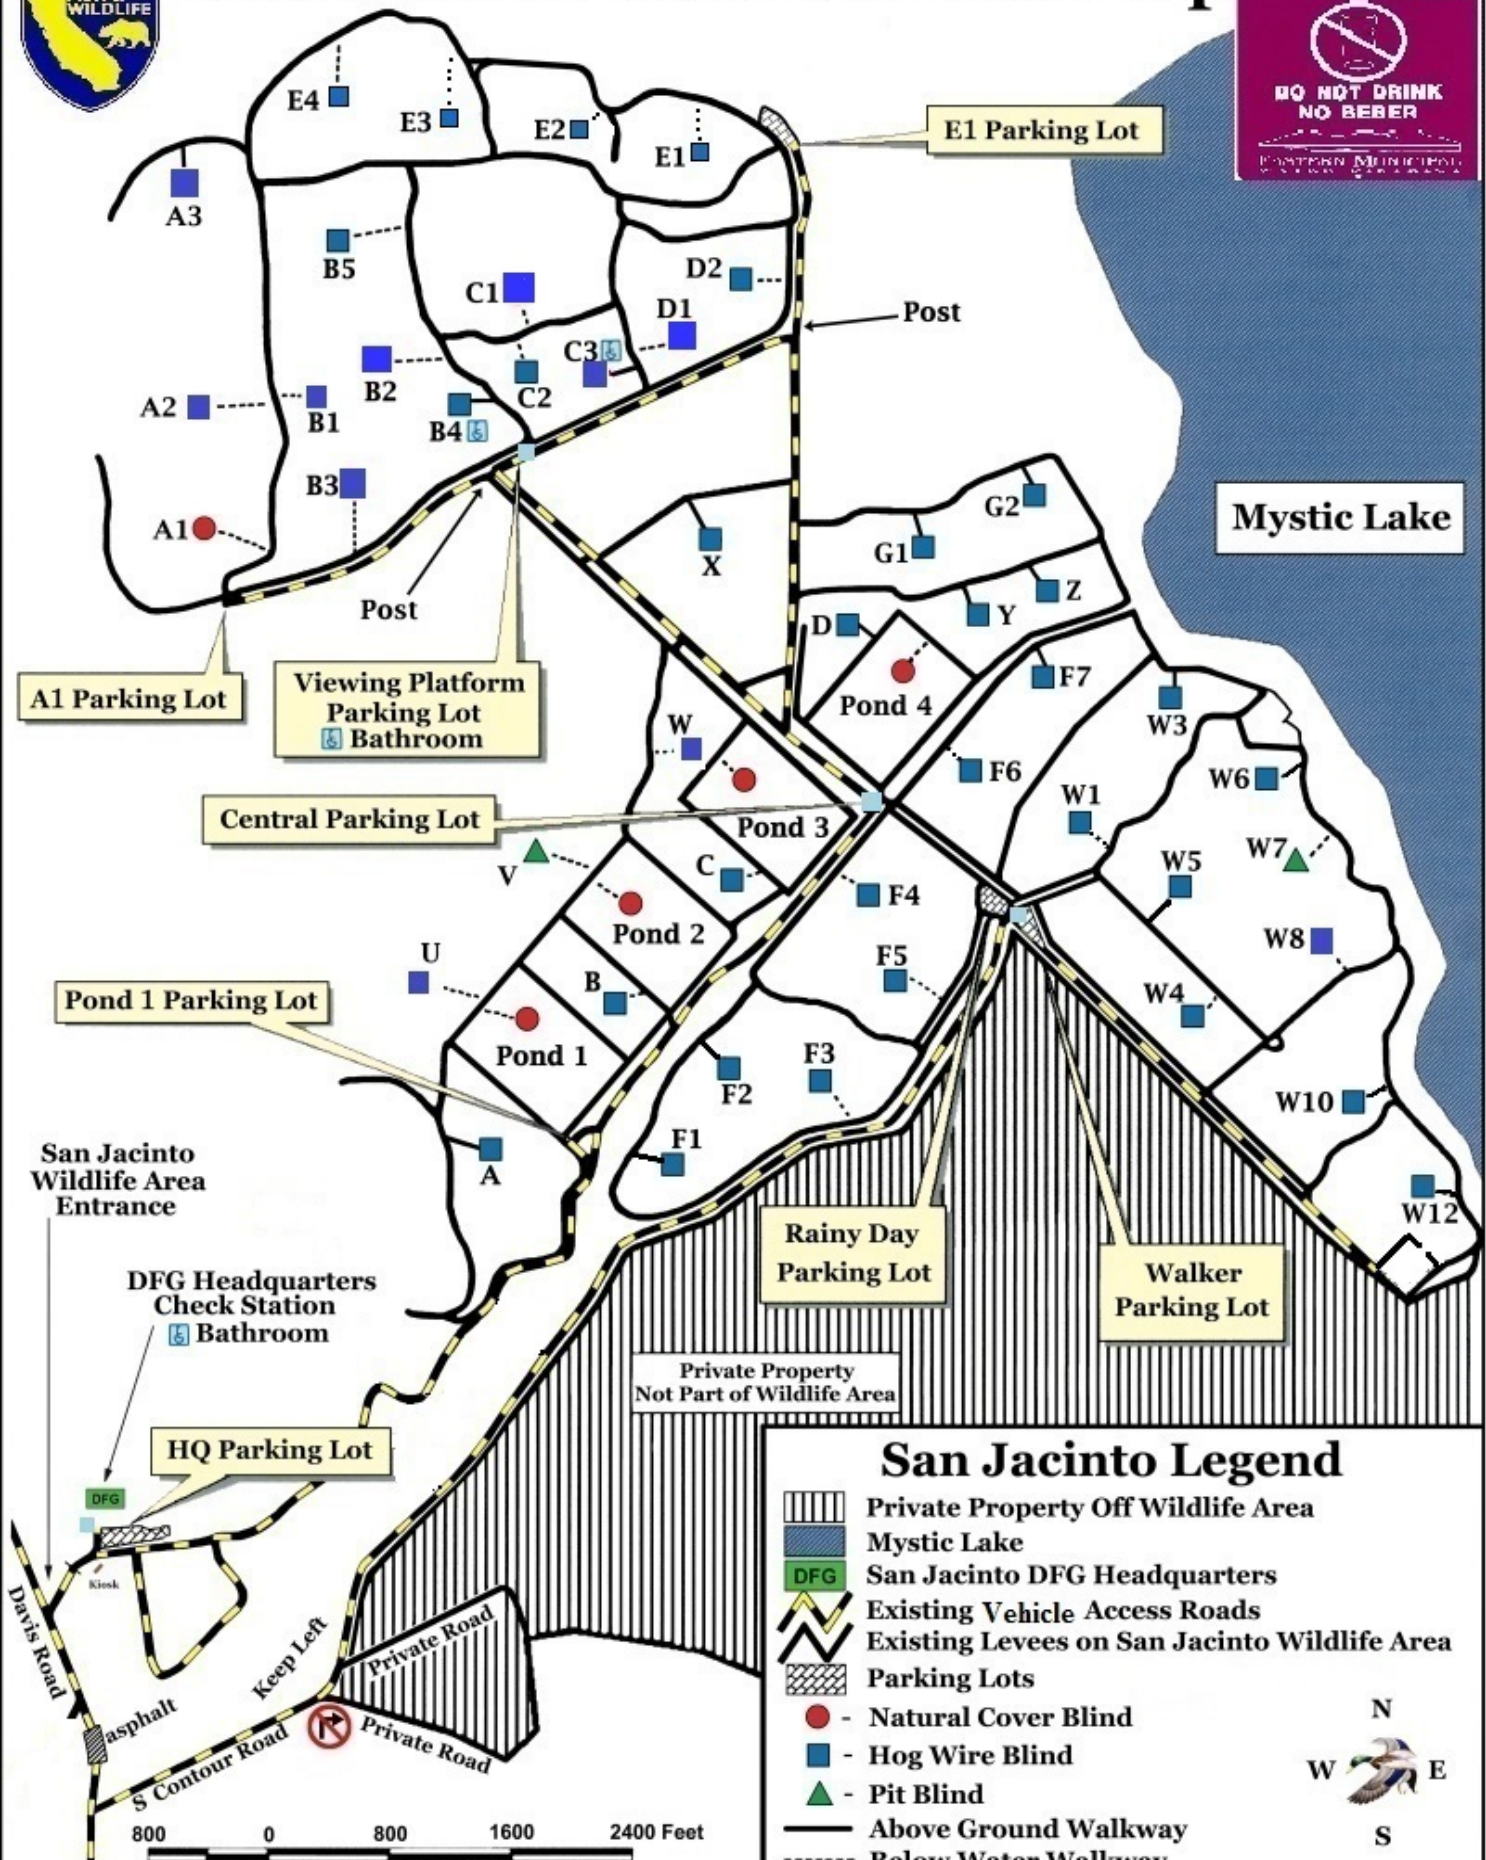 WILDLIFE
DO NOT DRINK
NO BEBER
EASTERN MUNICIPAL
WATER DISTRICT
E4
E3
E2
E1
E1 Parking Lot
A3
B5
C1
D2
D1
Post
C3
B2
C2
A2
B1
B4
B3
A1
G2
Mystic Lake
G1
X
Z
Post
Y
D
A1 Parking Lot
Viewing Platform
Parking Lot
Bathroom
F7
Pond 4
W3
W
F6
W6
W1
Central Parking Lot
Pond 3
W7
V
C
W5
F4
Pond 2
W8
U
F5
B
W4
Pond 1 Parking Lot
Pond 1
F3
F2
W10
San Jacinto
Wildlife Area
Entrance
F1
A
W12
Rainy Day
Parking Lot
Walker
Parking Lot
DFG Headquarters
Check Station
Bathroom
Private Property
Not Part of Wildlife Area
HQ Parking Lot
DFG
Kiosk
Davis Road
asphalt
Keep Left
Private Road
S Contour Road
Private Road
San Jacinto Legend
Private Property Off Wildlife Area
Mystic Lake
DFG San Jacinto DFG Headquarters
Existing Vehicle Access Roads
Existing Levees on San Jacinto Wildlife Area
Parking Lots
- Natural Cover Blind
- Hog Wire Blind
- Pit Blind
Above Ground Walkway
Below Water Walkway
N
W E
S
800 0 800 1600 2400 Feet